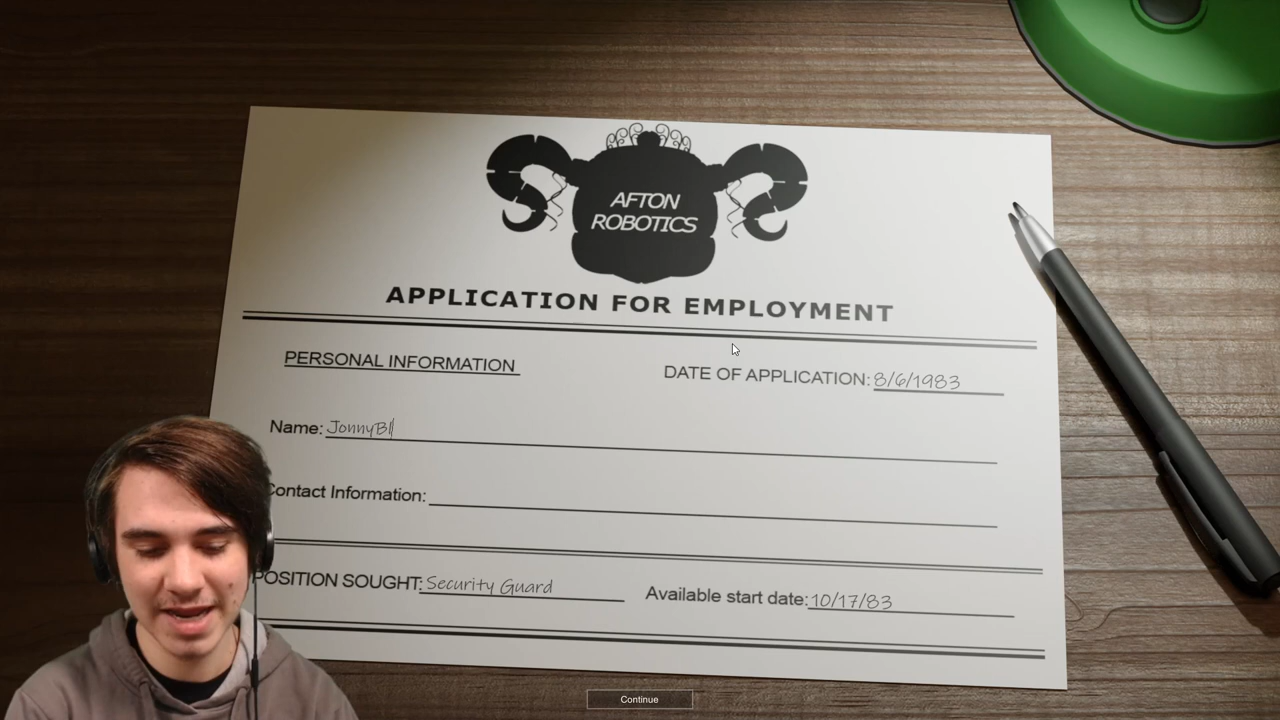 AFTON
ROBOTICS
APPLICATION FOR EMPLOYMENT
PERSONAL INFORMATION
DATE OF APPLICATION: 8/6/1983
Name: JonnyBl
Contact Information:
POSITION SOUGHT: Security Guard
Available start date: 10/17/83
Continue